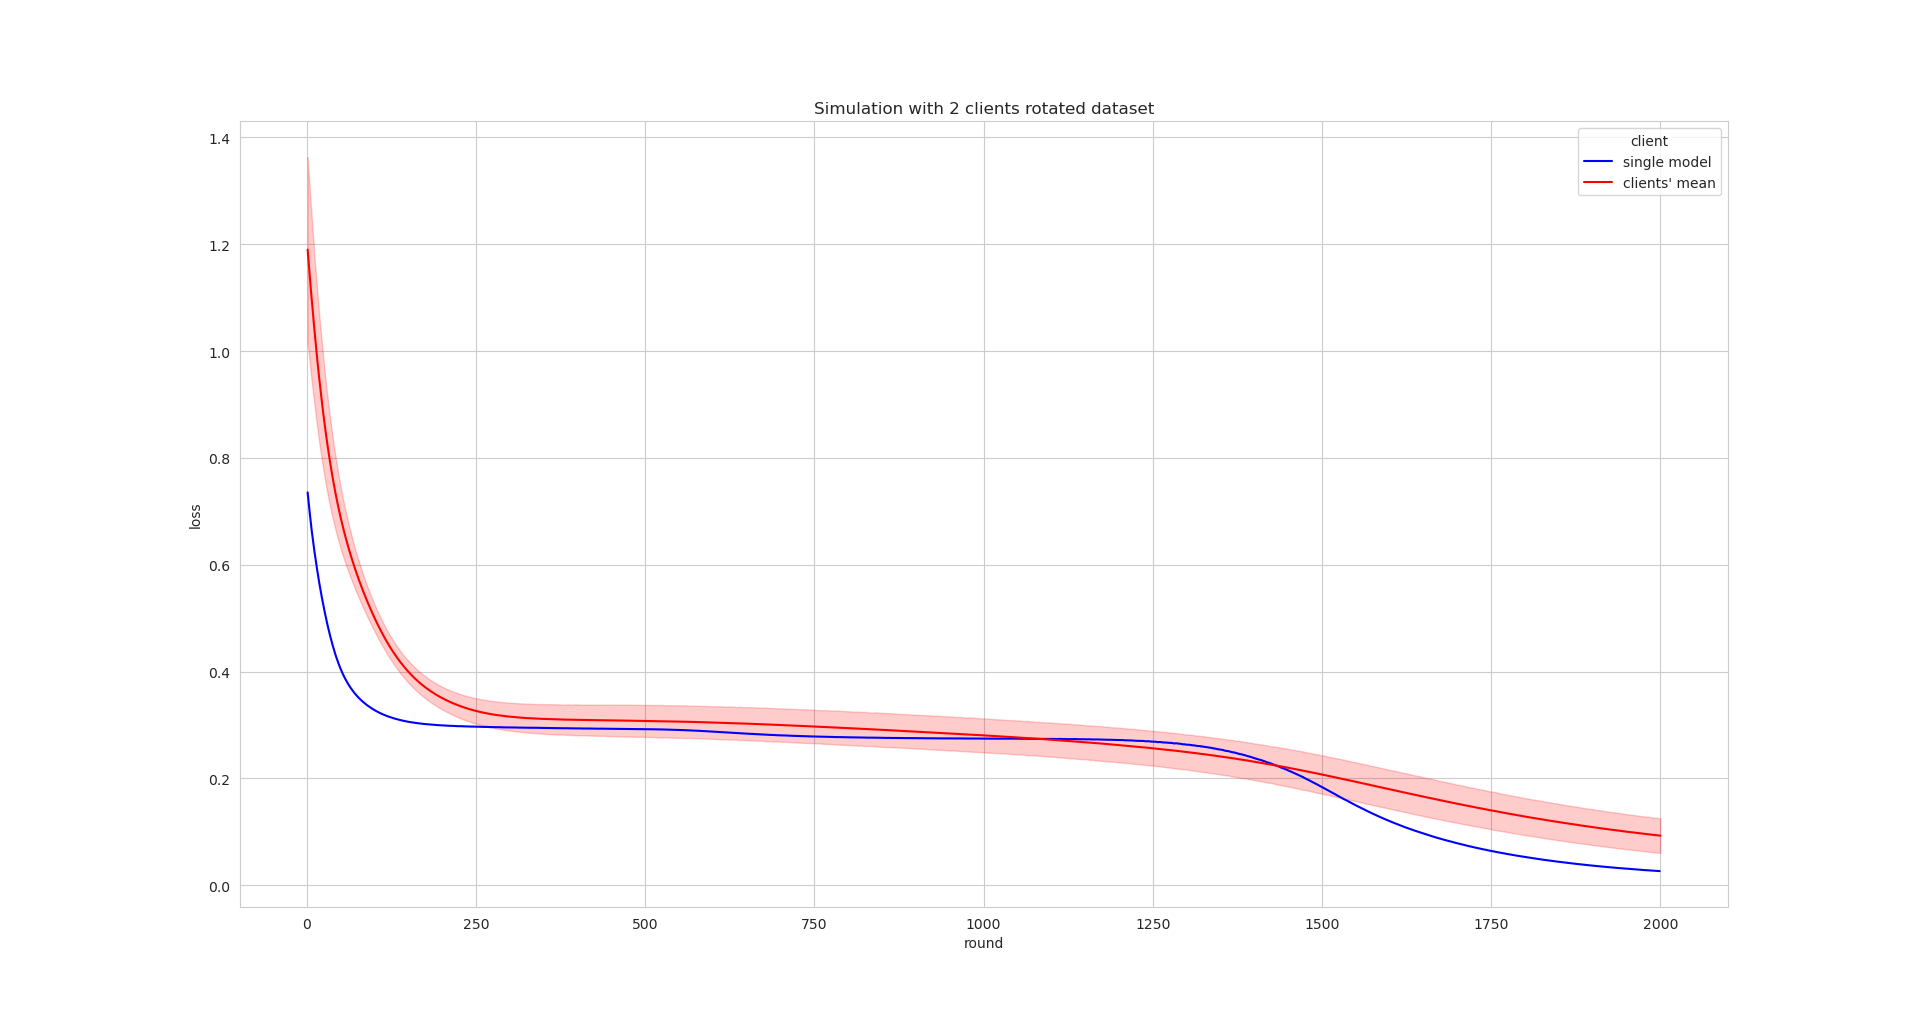 Simulation with 2 clients rotated dataset
client
single model
clients' mean
loss
1.4
1.2
1.0
0.8
0.6
0.4
0.2
0.0
0 250 500 750 1000 1250 1500 1750 2000
round